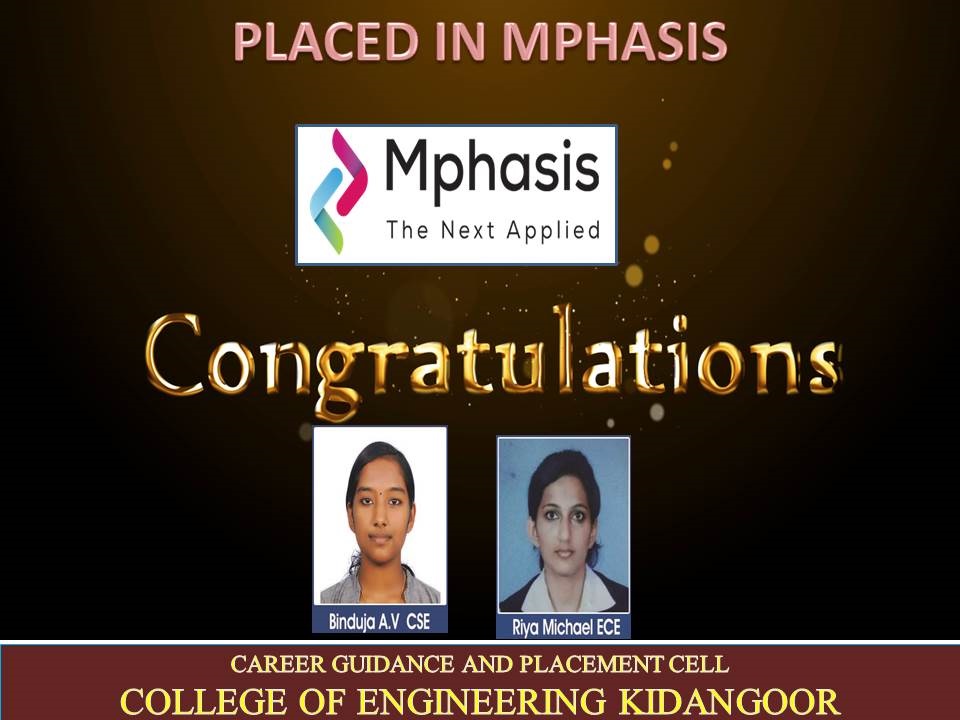 PLACED IN MPHASIS
Mphasis
The Next Applied
Congratulations
Binduja A.V CSE
Riya Michael ECE
CAREER GUIDANCE AND PLACEMENT CELL
COLLEGE OF ENGINEERING KIDANGOOR